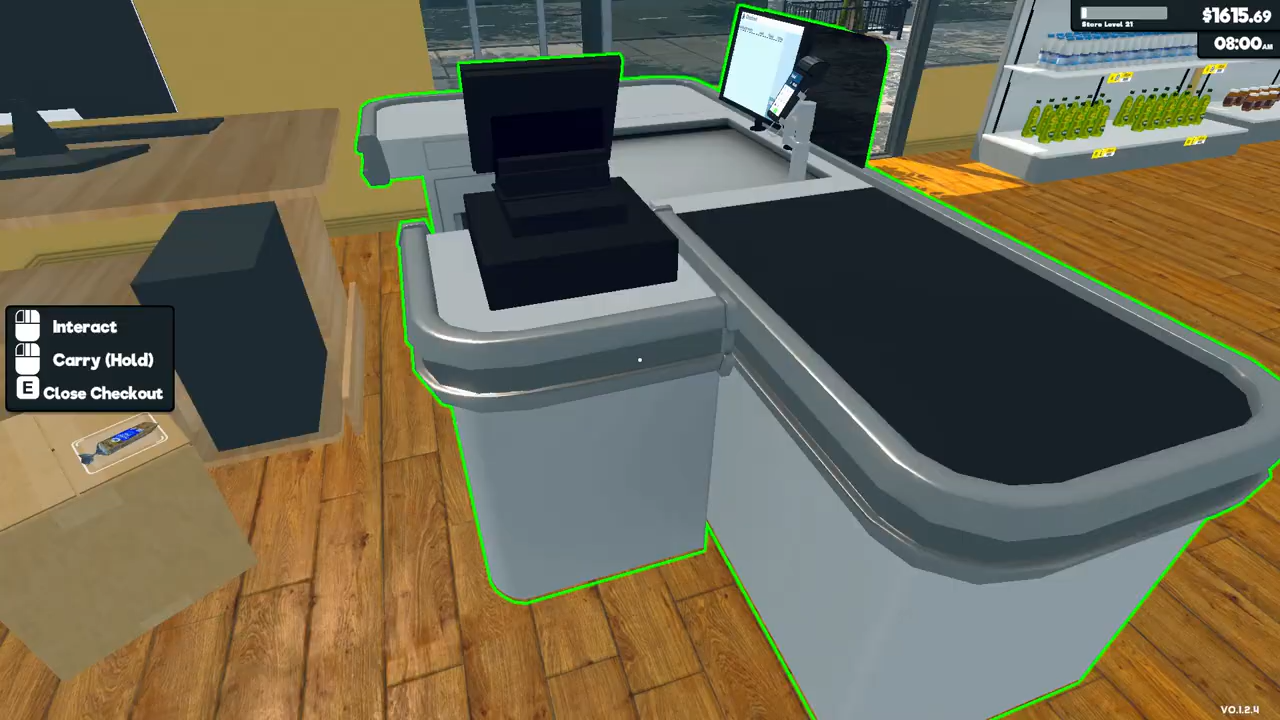 $1615.69
Store Level 21
08:00AM
Interact
Carry (Hold)
E Close Checkout
V0.1.2.4